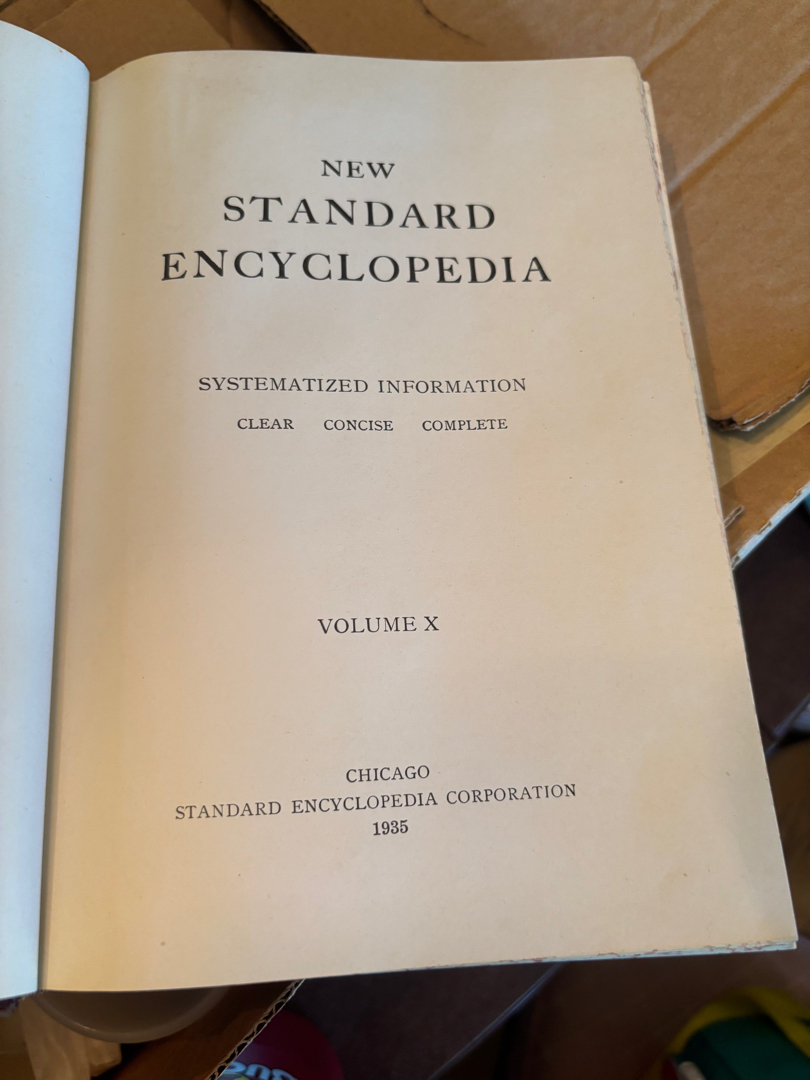 NEW
STANDARD
ENCYCLOPEDIA
SYSTEMATIZED INFORMATION
CLEAR CONCISE COMPLETE
VOLUME X
CHICAGO
STANDARD ENCYCLOPEDIA CORPORATION
1935